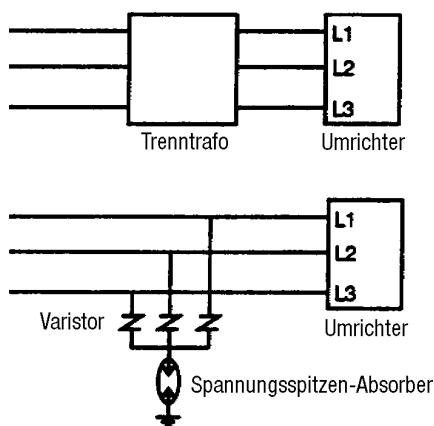 L1
L2
L3
Trenntrafo
Umrichter
L1
L2
L3
Varistor
Umrichter
Spannungsspitzen-Absorber